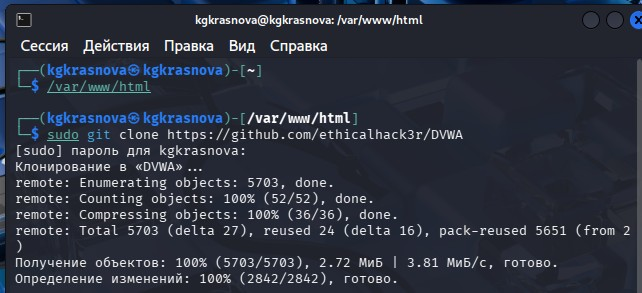 kgkrasnova@kgkrasnova: /var/www/html
Сессия Действия Правка Вид Справка
┌──(kgkrasnova㉿kgkrasnova)-[~]
└─$ /var/www/html
┌──(kgkrasnova㉿kgkrasnova)-[/var/www/html]
└─$ sudo git clone https://github.com/ethicalhack3r/DVWA
[sudo] пароль для kgkrasnova:
Клонирование в «DVWA»...
remote: Enumerating objects: 5703, done.
remote: Counting objects: 100% (52/52), done.
remote: Compressing objects: 100% (36/36), done.
remote: Total 5703 (delta 27), reused 24 (delta 16), pack-reused 5651 (from 2
)
Получение объектов: 100% (5703/5703), 2.72 МиБ | 3.81 МиБ/с, готово.
Определение изменений: 100% (2842/2842), готово.